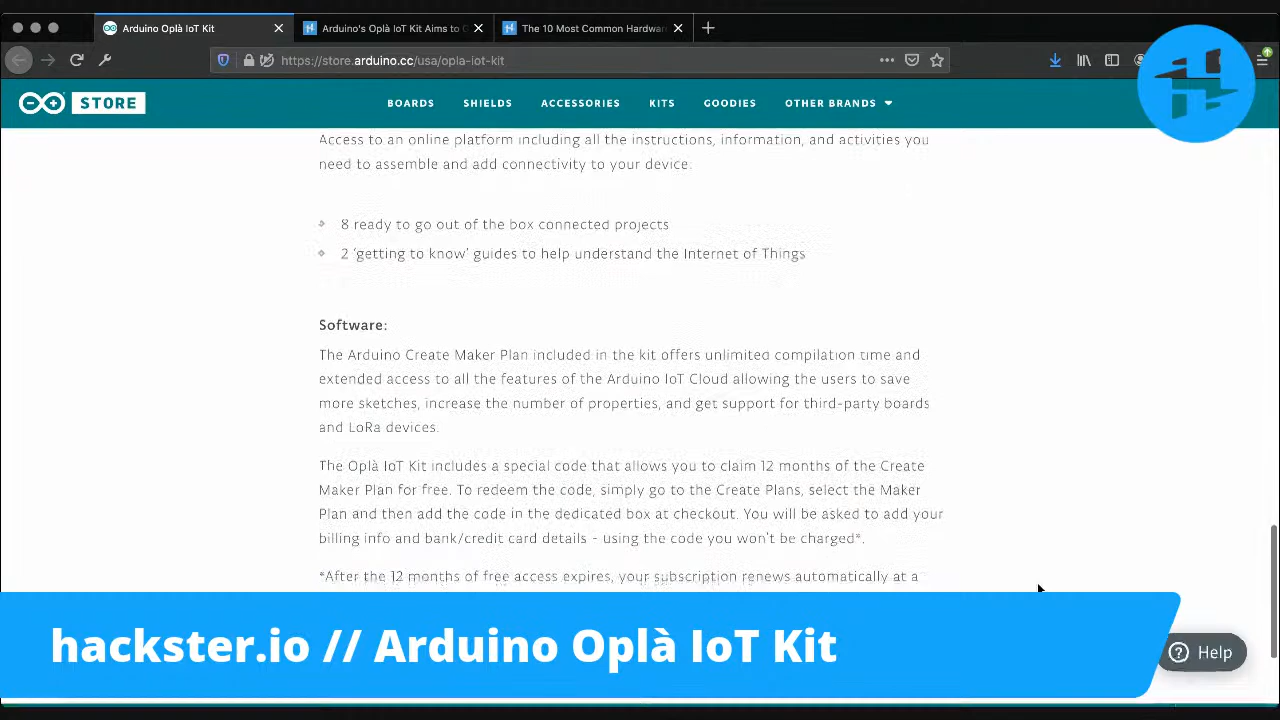 Arduino Oplà IoT Kit
Arduino's Oplà IoT Kit Aims to
The 10 Most Common Hardwar
https://store.arduino.cc/usa/opla-iot-kit
STORE
BOARDS SHIELDS ACCESSORIES KITS GOODIES OTHER BRANDS
Access to an online platform including all the instructions, information, and activities you
need to assemble and add connectivity to your device:
8 ready to go out of the box connected projects
2 ‘getting to know’ guides to help understand the Internet of Things
Software:
The Arduino Create Maker Plan included in the kit offers unlimited compilation time and
extended access to all the features of the Arduino IoT Cloud allowing the users to save
more sketches, increase the number of properties, and get support for third-party boards
and LoRa devices.
The Oplà IoT Kit includes a special code that allows you to claim 12 months of the Create
Maker Plan for free. To redeem the code, simply go to the Create Plans, select the Maker
Plan and then add the code in the dedicated box at checkout. You will be asked to add your
billing info and bank/credit card details - using the code you won't be charged*.
*After the 12 months of free access expires, your subscription renews automatically at a
hackster.io // Arduino Oplà IoT Kit
Help